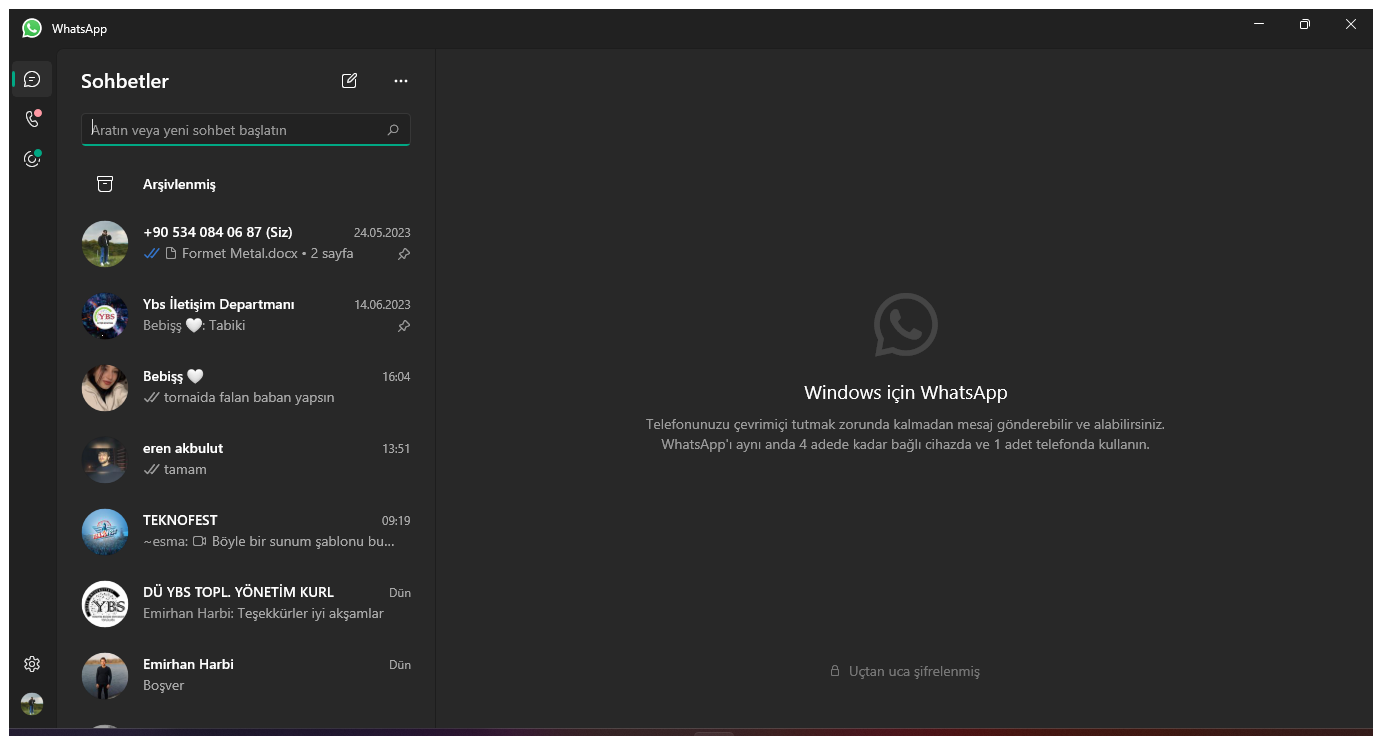 WhatsApp
Sohbetler
Aratın veya yeni sohbet başlatın
Arşivlenmiş
+90 534 084 06 87 (Siz)
24.05.2023
Formet Metal.docx • 2 sayfa
Ybs İletişim Departmanı
14.06.2023
Bebişş 🤍: Tabiki
Bebişş 🤍
16:04
tornaida falan baban yapsın
eren akbulut
13:51
tamam
TEKNOFEST
09:19
~esma: Böyle bir sunum şablonu bu...
DÜ YBS TOPL. YÖNETİM KURL
Dün
Emirhan Harbi: Teşekkürler iyi akşamlar
Emirhan Harbi
Dün
Boşver
YBS
YBS
Windows için WhatsApp
Telefonunuzu çevrimiçi tutmak zorunda kalmadan mesaj gönderebilir ve alabilirsiniz.
WhatsApp'ı aynı anda 4 adede kadar bağlı cihazda ve 1 adet telefonda kullanın.
Uçtan uca şifrelenmiş